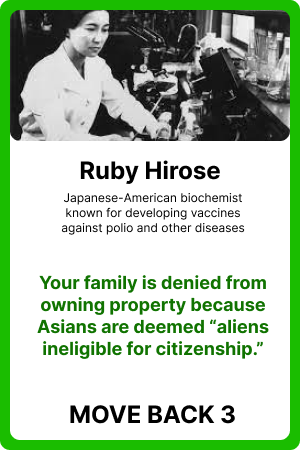 Ruby Hirose
Japanese-American biochemist
known for developing vaccines
against polio and other diseases
Your family is denied from
owning property because
Asians are deemed “aliens
ineligible for citizenship.”
MOVE BACK 3